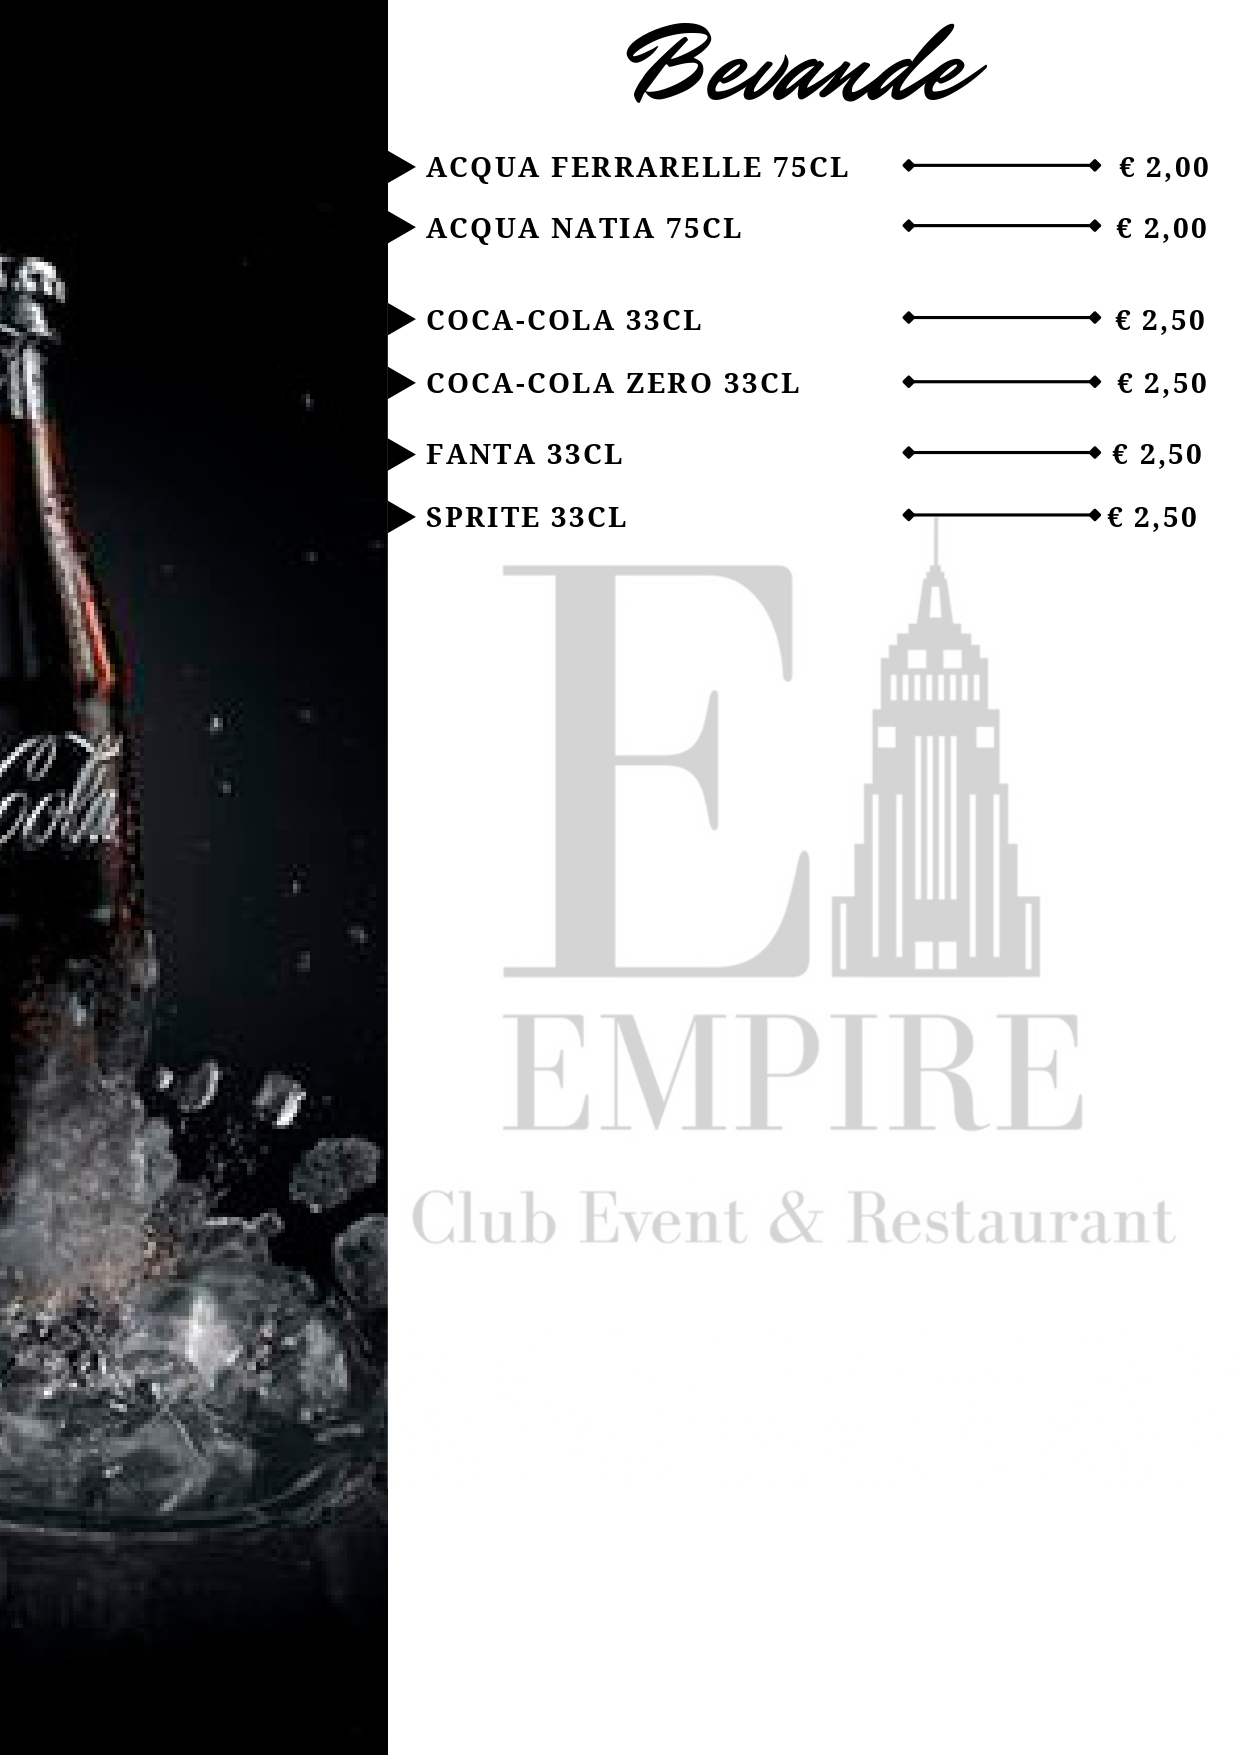 Bevande
ACQUA FERRARELLE 75CL € 2,00
ACQUA NATIA 75CL € 2,00
COCA-COLA 33CL € 2,50
COCA-COLA ZERO 33CL € 2,50
FANTA 33CL € 2,50
SPRITE 33CL € 2,50
E
Cola
EMPIRE
Club Event & Restaurant